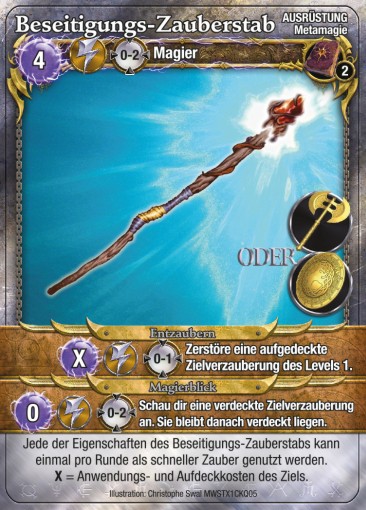 Beseitigungs-Zauberstab
AUSRÜSTUNG
Metamagie
4
0-2
Magier
2
ODER
Entzaubern
X
0-1
Zerstöre eine aufgedeckte
Zielverzauberung des Levels 1.
Magierblick
0
0-2
Schau dir eine verdeckte Zielverzauberung
an. Sie bleibt danach verdeckt liegen.
Jede der Eigenschaften des Beseitigungs-Zauberstabs kann
einmal pro Runde als schneller Zauber genutzt werden.
X = Anwendungs- und Aufdeckkosten des Ziels.
Illustration: Christophe Swal MWSTX1CKQ05